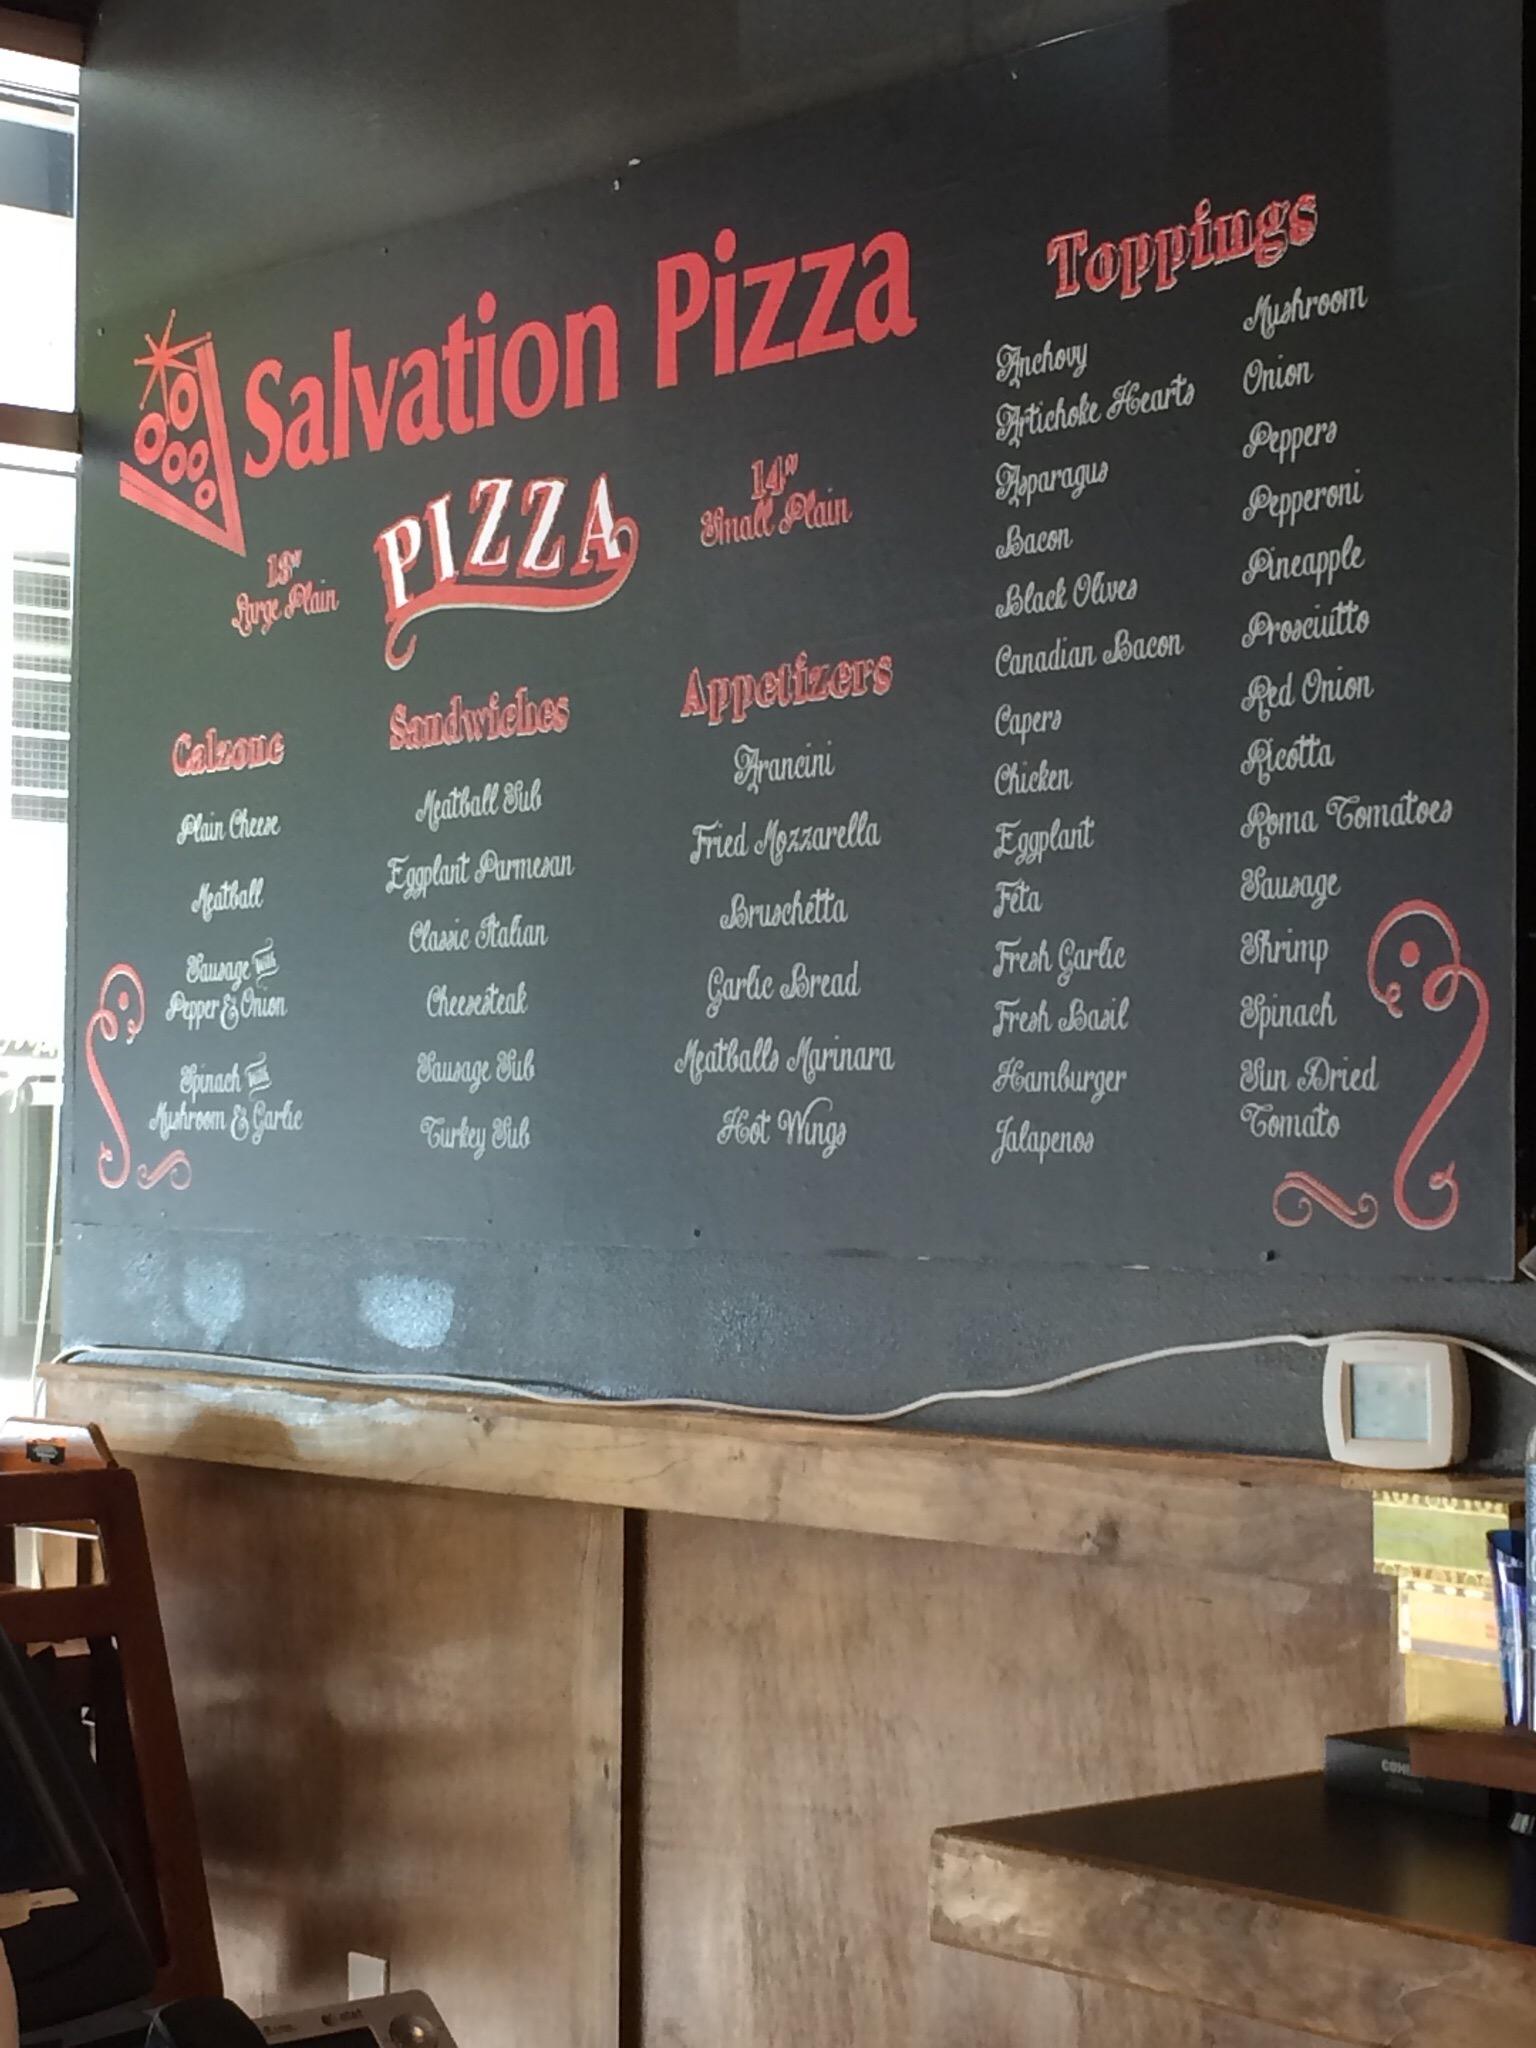 Salvation Pizza
PIZZA
18"
Large Plain
14"
Small Plain
Calzone
Plain Cheese
Meatball
Sausage with
Pepper & Onion
Spinach with
Mushroom & Garlic
Sandwiches
Meatball Sub
Eggplant Parmesan
Classic Italian
Cheesesteak
Sausage Sub
Turkey Sub
Appetizers
Arancini
Fried Mozzarella
Bruschetta
Garlic Bread
Meatballs Marinara
Hot Wings
Toppings
Anchovy
Artichoke Hearts
Asparagus
Bacon
Black Olives
Canadian Bacon
Capers
Chicken
Eggplant
Feta
Fresh Garlic
Fresh Basil
Hamburger
Jalapenos
Mushroom
Onion
Peppers
Pepperoni
Pineapple
Prosciutto
Red Onion
Ricotta
Roma Tomatoes
Sausage
Shrimp
Spinach
Sun Dried
Tomato
at&t